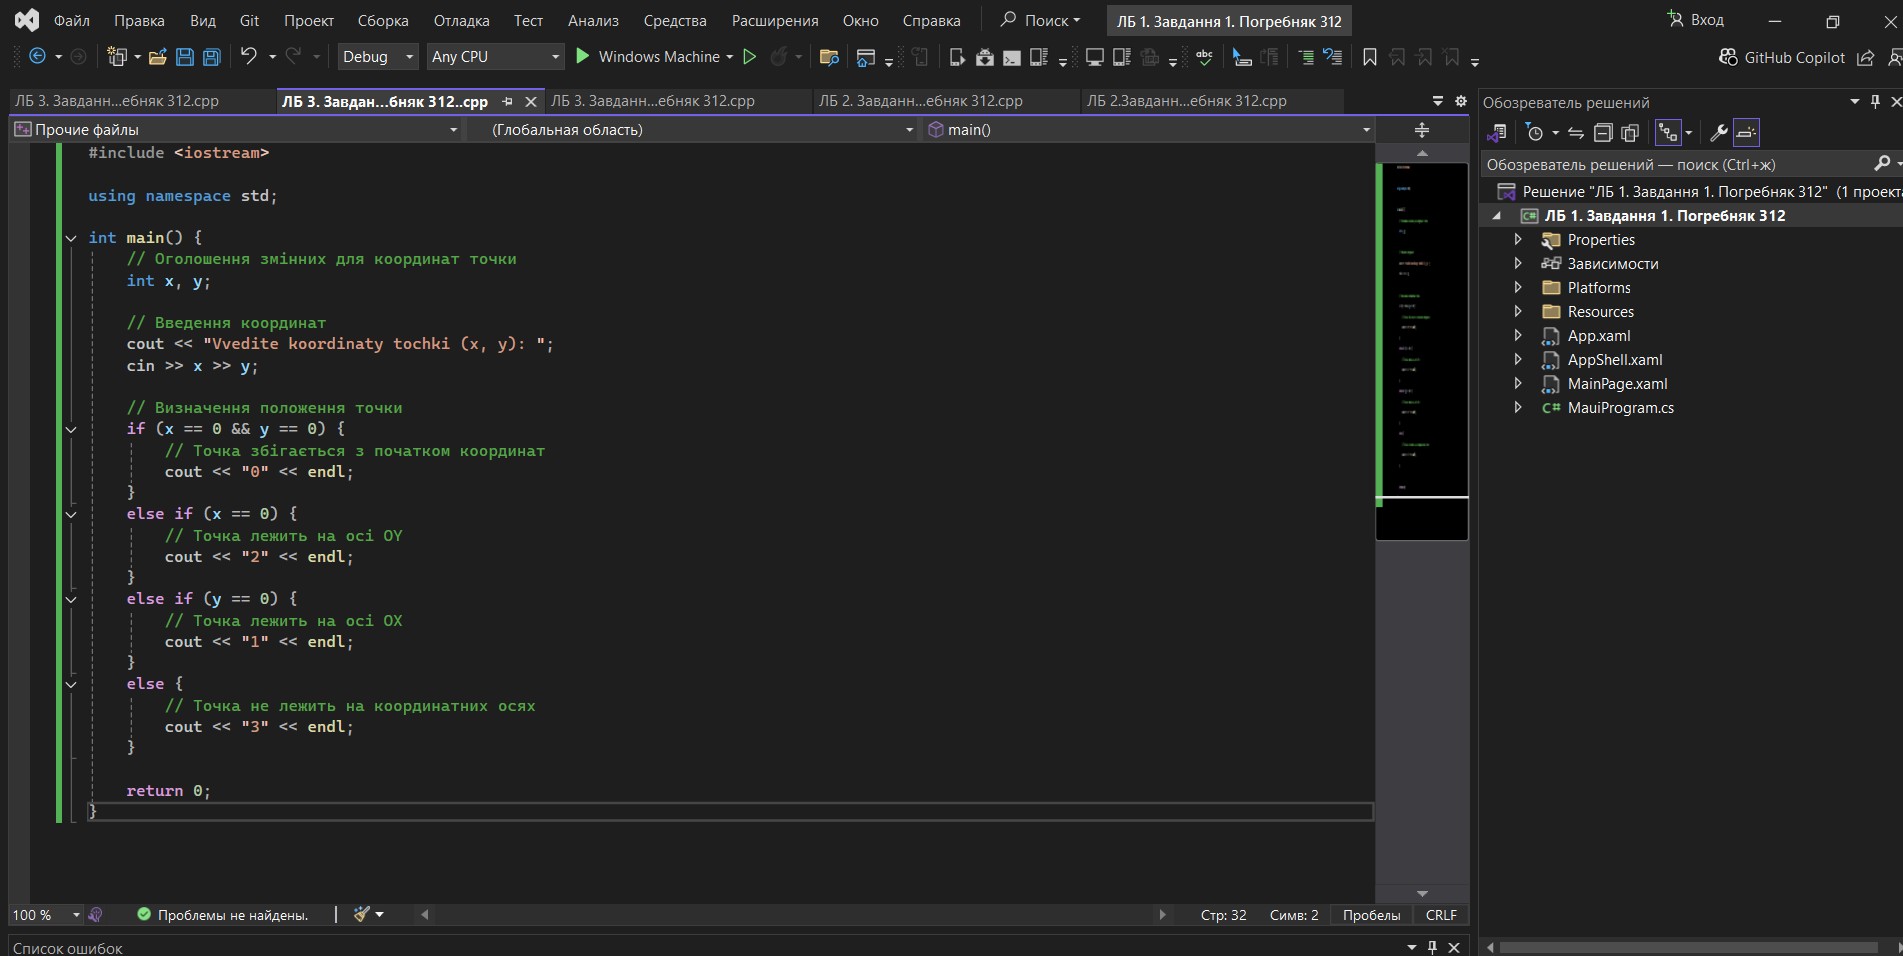 Файл Правка Вид Git Проект Сборка Отладка Тест Анализ Средства Расширения Окно Справка Поиск ЛБ 1. Завдання 1. Погребняк 312 Вход
Debug Any CPU Windows Machine abc GitHub Copilot
ЛБ 3. Завданн...ебняк 312.cpp ЛБ 3. Завдан...бняк 312..cpp ЛБ 3. Завданн...ебняк 312.cpp ЛБ 2. Завданн...ебняк 312.cpp ЛБ 2.Завданн...ебняк 312.cpp
Прочие файлы (Глобальная область) main()
#include <iostream>
using namespace std;
int main() {
// Оголошення змінних для координат точки
int x, y;
// Введення координат
cout << "Vvedite koordinaty tochki (x, y): ";
cin >> x >> y;
// Визначення положення точки
if (x == 0 && y == 0) {
// Точка збігається з початком координат
cout << "0" << endl;
}
else if (x == 0) {
// Точка лежить на осі OY
cout << "2" << endl;
}
else if (y == 0) {
// Точка лежить на осі OX
cout << "1" << endl;
}
else {
// Точка не лежить на координатних осях
cout << "3" << endl;
}
return 0;
}
100 % Проблемы не найдены. Стр: 32 Симв: 2 Пробелы CRLF
Список ошибок
Обозреватель решений
Обозреватель решений — поиск (Ctrl+ж)
Решение "ЛБ 1. Завдання 1. Погребняк 312" (1 проекта
C# ЛБ 1. Завдання 1. Погребняк 312
Properties
Зависимости
Platforms
Resources
App.xaml
AppShell.xaml
MainPage.xaml
C# MauiProgram.cs